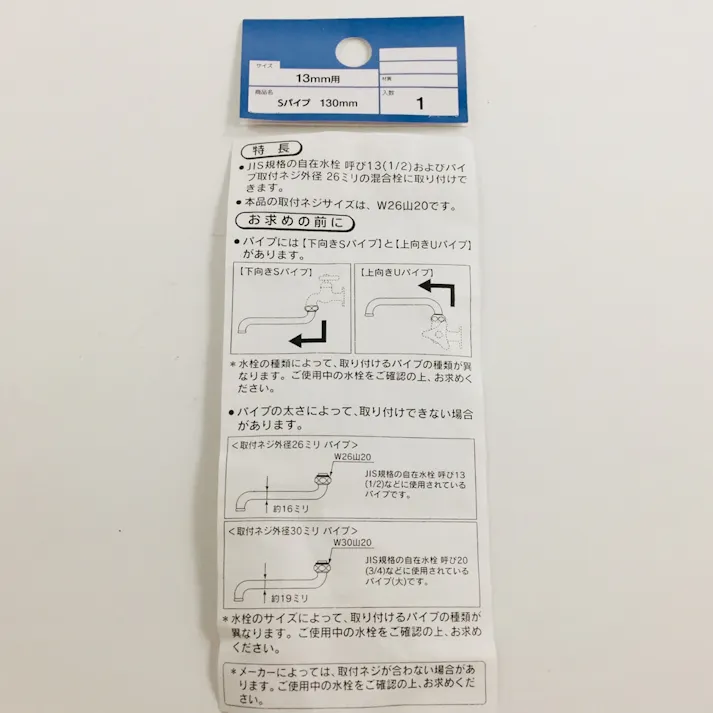 サイズ
13mm用
材質
商品名
Sパイプ 130mm
入数
1
特長
●JIS規格の自在水栓 呼び13(1/2)およびパイ
プ取付ネジ外径 26ミリの混合栓に取り付けで
きます。
●本品の取付ネジサイズは、W26山20です。
お求めの前に
●パイプには【下向きSパイプ】と【上向きUパイプ】
があります。
【下向きSパイプ】
【上向きUパイプ】
*水栓の種類によって、取り付けるパイプの種類が異
なります。ご使用中の水栓をご確認の上、お求めく
ださい。
●パイプの太さによって、取り付けできない場合
があります。
<取付ネジ外径26ミリ パイプ>
W26山20
JIS規格の自在水栓 呼び13
(1/2)などに使用されている
パイプです。
約16ミリ
<取付ネジ外径30ミリ パイプ>
W30山20
JIS規格の自在水栓 呼び20
(3/4)などに使用されている
パイプ(大)です。
約19ミリ
*水栓のサイズによって、取り付けるパイプの種類が
異なります。ご使用中の水栓をご確認の上、お求め
ください。
*メーカーによっては、取付ネジが合わない場合があ
ります。ご使用中の水栓をご確認の上、お求めくださ
い。